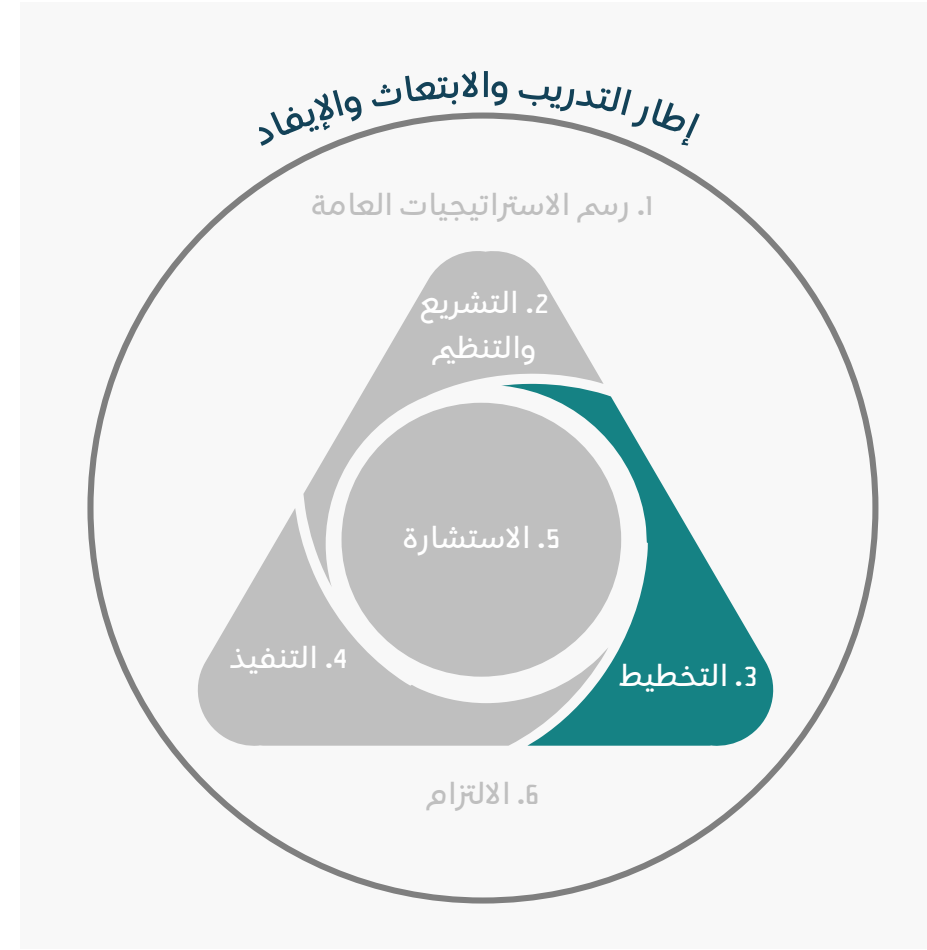 إطار التدريب والابتعاث والإيفاد
1. رسم الاستراتيجيات العامة
2. التشريع
والتنظيم
5. الاستشارة
4. التنفيذ
3. التخطيط
6. الالتزام